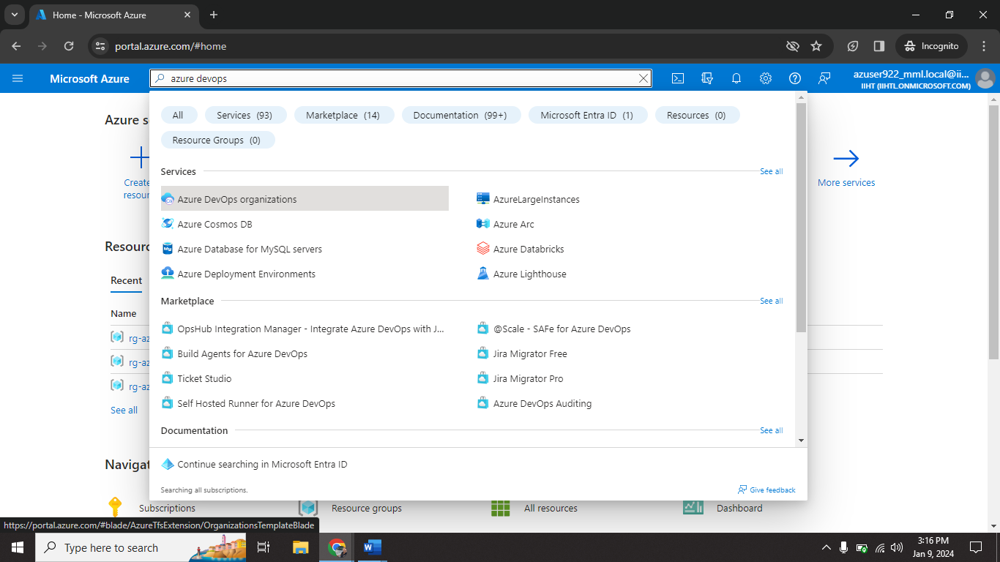 Home - Microsoft Azure
portal.azure.com/#home
Incognito
Microsoft Azure
azure devops
azuser922_mml.local@ii...
IIHT (IIHTL.ONMICROSOFT.COM)
Azure s
All
Services (93)
Marketplace (14)
Documentation (99+)
Microsoft Entra ID (1)
Resources (0)
Resource Groups (0)
Services
See all
Create
resour
More services
Azure DevOps organizations
AzureLargeInstances
Azure Cosmos DB
Azure Arc
Resourc
Azure Database for MySQL servers
Azure Databricks
Azure Deployment Environments
Azure Lighthouse
Recent
Marketplace
See all
Name
OpsHub Integration Manager - Integrate Azure DevOps with J...
@Scale - SAFe for Azure DevOps
rg-az
Build Agents for Azure DevOps
Jira Migrator Free
rg-az
Ticket Studio
Jira Migrator Pro
rg-az
Self Hosted Runner for Azure DevOps
Azure DevOps Auditing
See all
Documentation
See all
Continue searching in Microsoft Entra ID
Navigat
Searching all subscriptions.
Give feedback
Subscriptions
Resource groups
All resources
Dashboard
https://portal.azure.com/#blade/AzureTfsExtension/OrganizationsTemplateBlade
Type here to search
3:16 PM
Jan 9, 2024